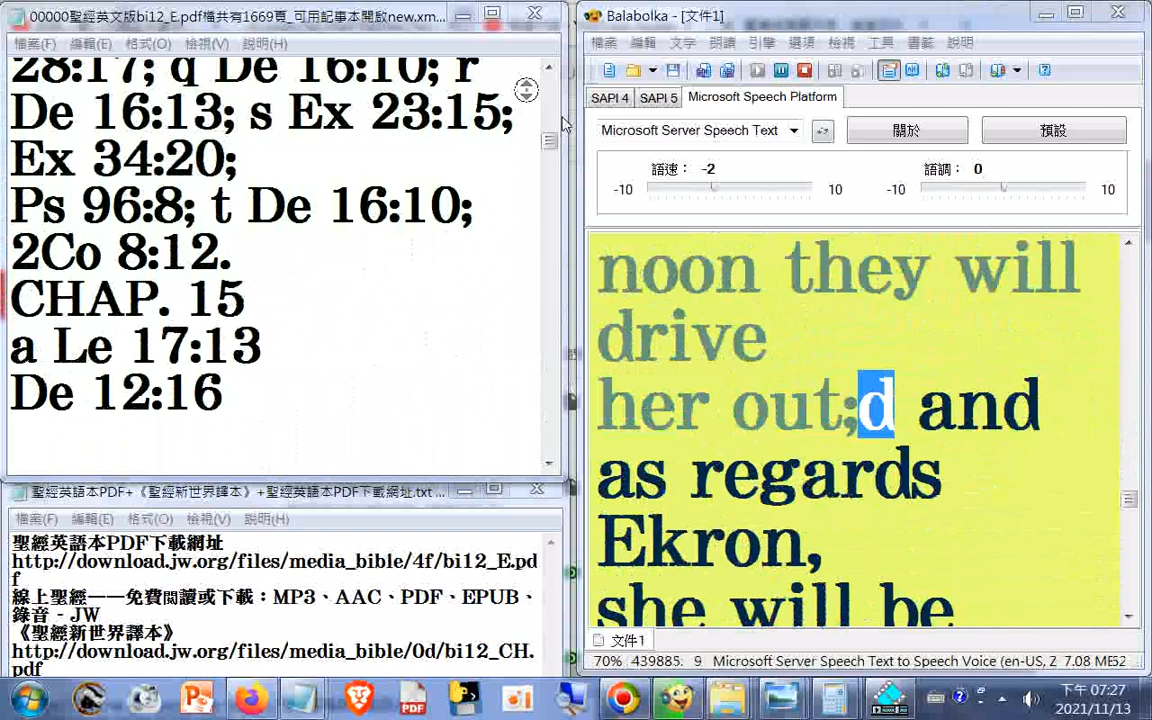 00000聖經英文版bi12_E.pdf檔共有1669頁_可用記事本開啟new.xm...
檔案(F) 編輯(E) 格式(O) 檢視(V) 說明(H)
28:17; q De 16:10; r
De 16:13; s Ex 23:15;
Ex 34:20;
Ps 96:8; t De 16:10;
2Co 8:12.
CHAP. 15
a Le 17:13
De 12:16
聖經英語本PDF+《聖經新世界譯本》+聖經英語本PDF下載網址.txt ...
檔案(F) 編輯(E) 格式(O) 檢視(V) 說明(H)
聖經英語本PDF下載網址
http://download.jw.org/files/media_bible/4f/bi12_E.pd
f
線上聖經——免費閱讀或下載：MP3、AAC、PDF、EPUB、
錄音 - JW
《聖經新世界譯本》
http://download.jw.org/files/media_bible/0d/bi12_CH.
pdf
Balabolka - [文件1]
檔案 編輯 文字 朗讀 引擎 選項 檢視 工具 書籤 說明
SAPI 4 SAPI 5 Microsoft Speech Platform
Microsoft Server Speech Text 關於 預設
語速： -2 語調： 0
-10 10 -10 10
noon they will
drive
her out;d and
as regards
Ekron,
she will be
文件1
70% 439885: 9 Microsoft Server Speech Text to Speech Voice (en-US, Z 7.08 ME52
下午 07:27
2021/11/13